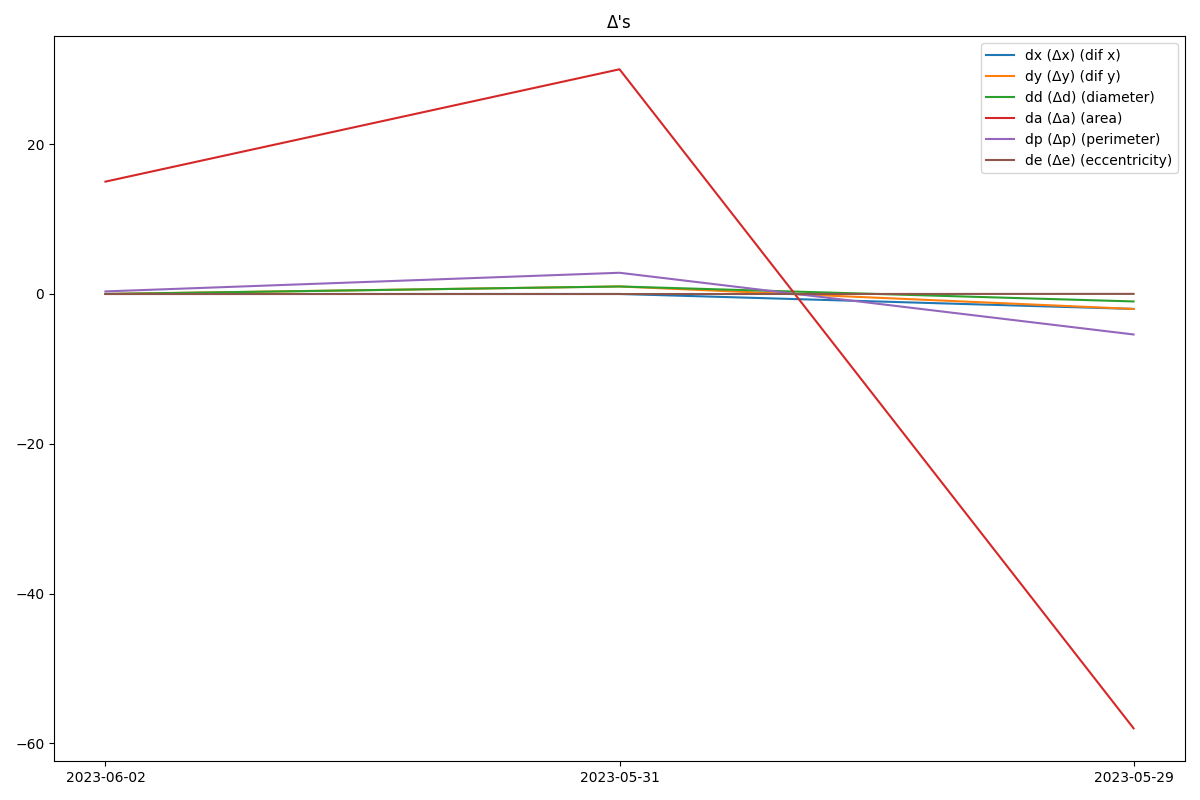 Δ's
dx (Δx) (dif x)
dy (Δy) (dif y)
dd (Δd) (diameter)
da (Δa) (area)
dp (Δp) (perimeter)
de (Δe) (eccentricity)
20
0
−20
−40
−60
2023-06-02
2023-05-31
2023-05-29